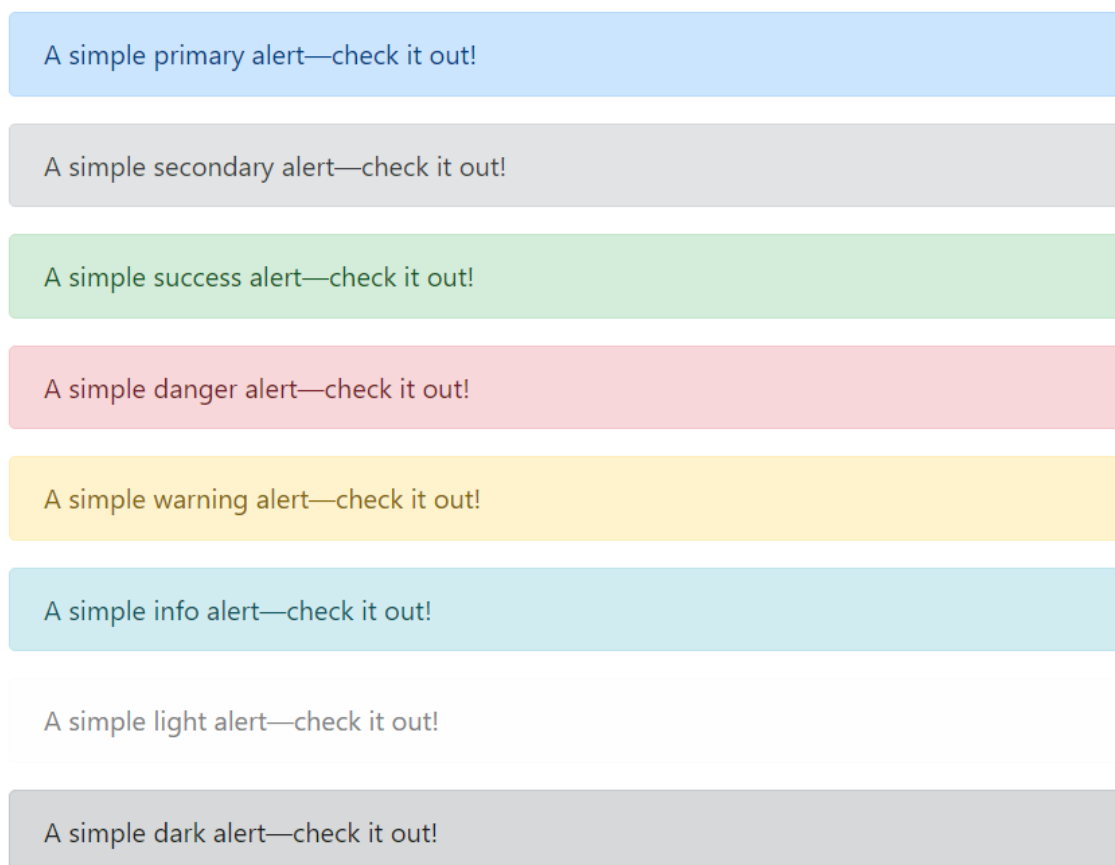 A simple primary alert—check it out!
A simple secondary alert—check it out!
A simple success alert—check it out!
A simple danger alert—check it out!
A simple warning alert—check it out!
A simple info alert—check it out!
A simple light alert—check it out!
A simple dark alert—check it out!